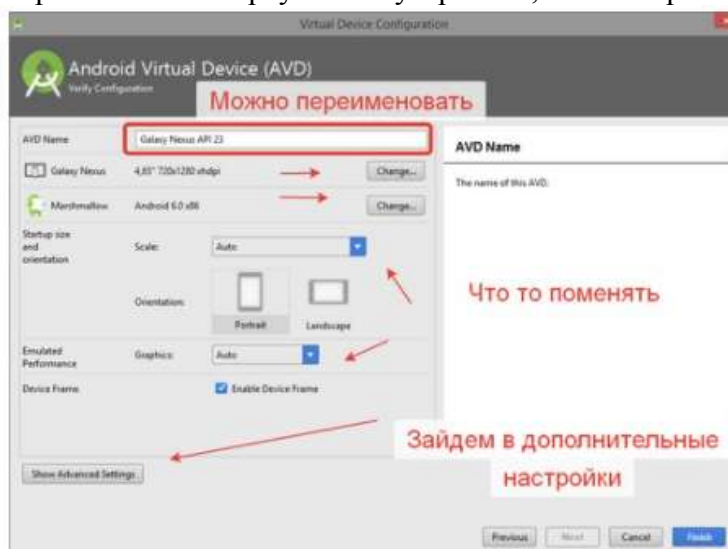 Virtual Device Configuration
Android Virtual Device (AVD)
Verify Configuration
Можно переименовать
AVD Name
Galaxy Nexus API 23
AVD Name
Galaxy Nexus
4,65" 720x1280 xhdpi
Change...
The name of this AVD.
Marshmallow
Android 6.0 x86
Change...
Startup size
and
orientation
Scale:
Auto
Что то поменять
Orientation:
Portrait
Landscape
Emulated
Performance
Graphics:
Auto
Device Frame
Enable Device Frame
Зайдем в дополнительные
настройки
Show Advanced Settings
Previous
Next
Cancel
Finish